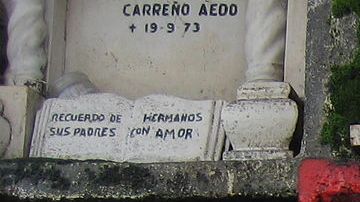 CARREÑO AEDO
+ 19-9-73
RECUERDO DE HERMANOS
SUS PADRES CON AMOR